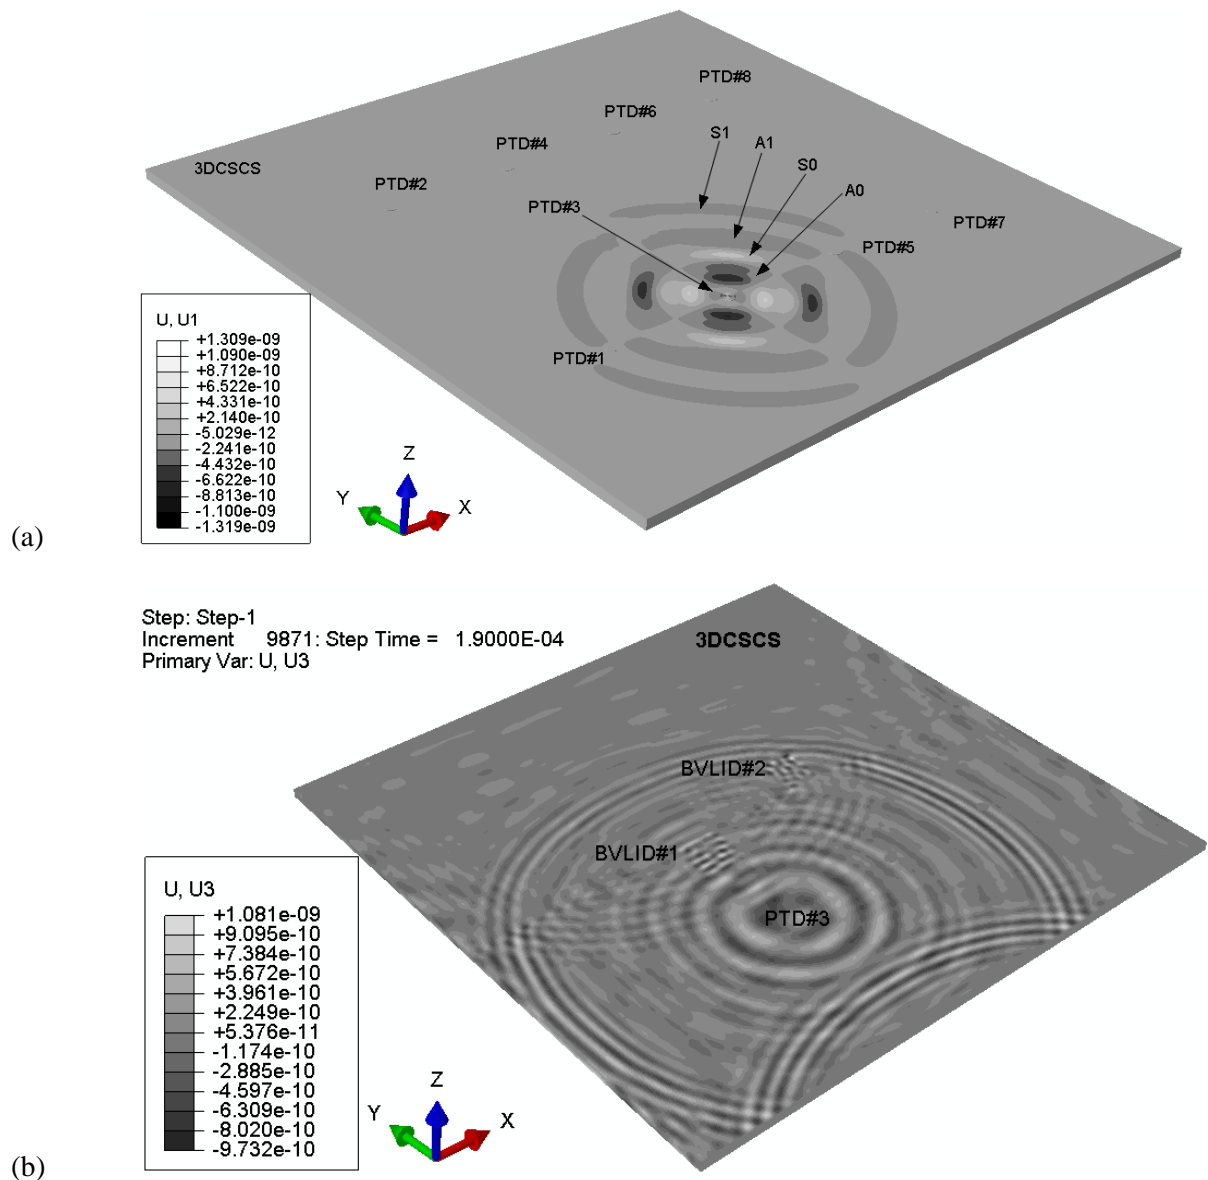 PTD#8
PTD#6
S1
A1
PTD#4
S0
3DCSCS
PTD#2
A0
PTD#3
PTD#7
PTD#5
U, U1
+1.309e-09
+1.090e-09
+8.712e-10
+6.522e-10
+4.331e-10
+2.140e-10
-5.029e-12
-2.241e-10
-4.432e-10
-6.622e-10
-8.813e-10
-1.100e-09
-1.319e-09
PTD#1
Z
Y
X
(a)
Step: Step-1
Increment 9871: Step Time = 1.9000E-04
Primary Var: U, U3
3DCSCS
BVLID#2
BVLID#1
PTD#3
U, U3
+1.081e-09
+9.095e-10
+7.384e-10
+5.672e-10
+3.961e-10
+2.249e-10
+5.376e-11
-1.174e-10
-2.885e-10
-4.597e-10
-6.309e-10
-8.020e-10
-9.732e-10
Z
Y
X
(b)